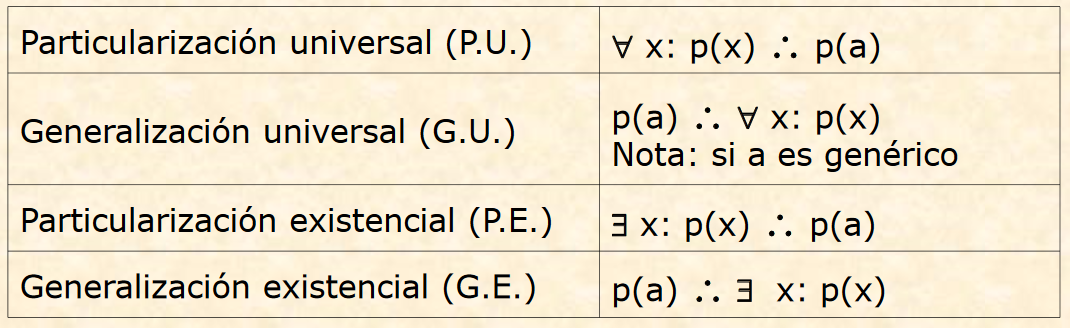 Particularización universal (P.U.)
∀ x: p(x) ∴ p(a)
Generalización universal (G.U.)
p(a) ∴ ∀ x: p(x)
Nota: si a es genérico
Particularización existencial (P.E.)
∃ x: p(x) ∴ p(a)
Generalización existencial (G.E.)
p(a) ∴ ∃ x: p(x)